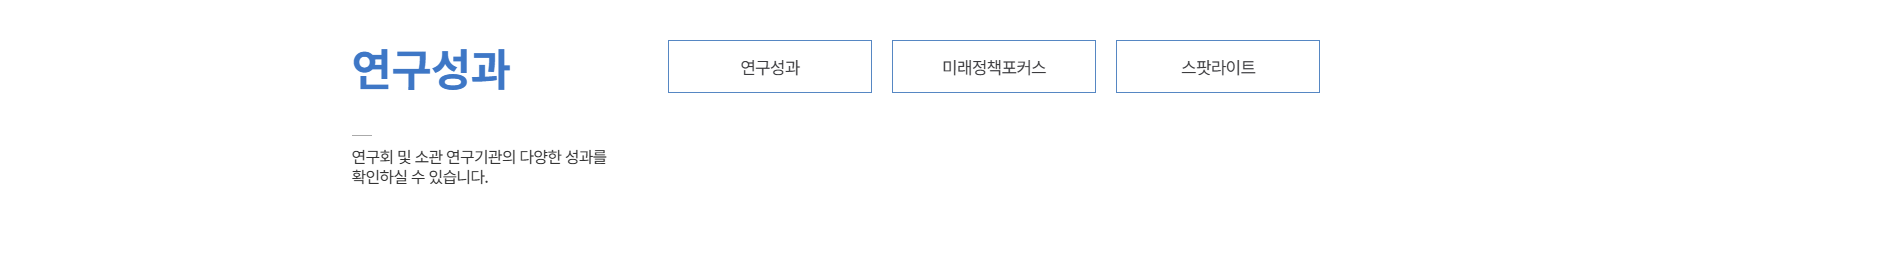 연구성과
연구성과
미래정책포커스
스팟라이트
연구회 및 소관 연구기관의 다양한 성과를
확인하실 수 있습니다.